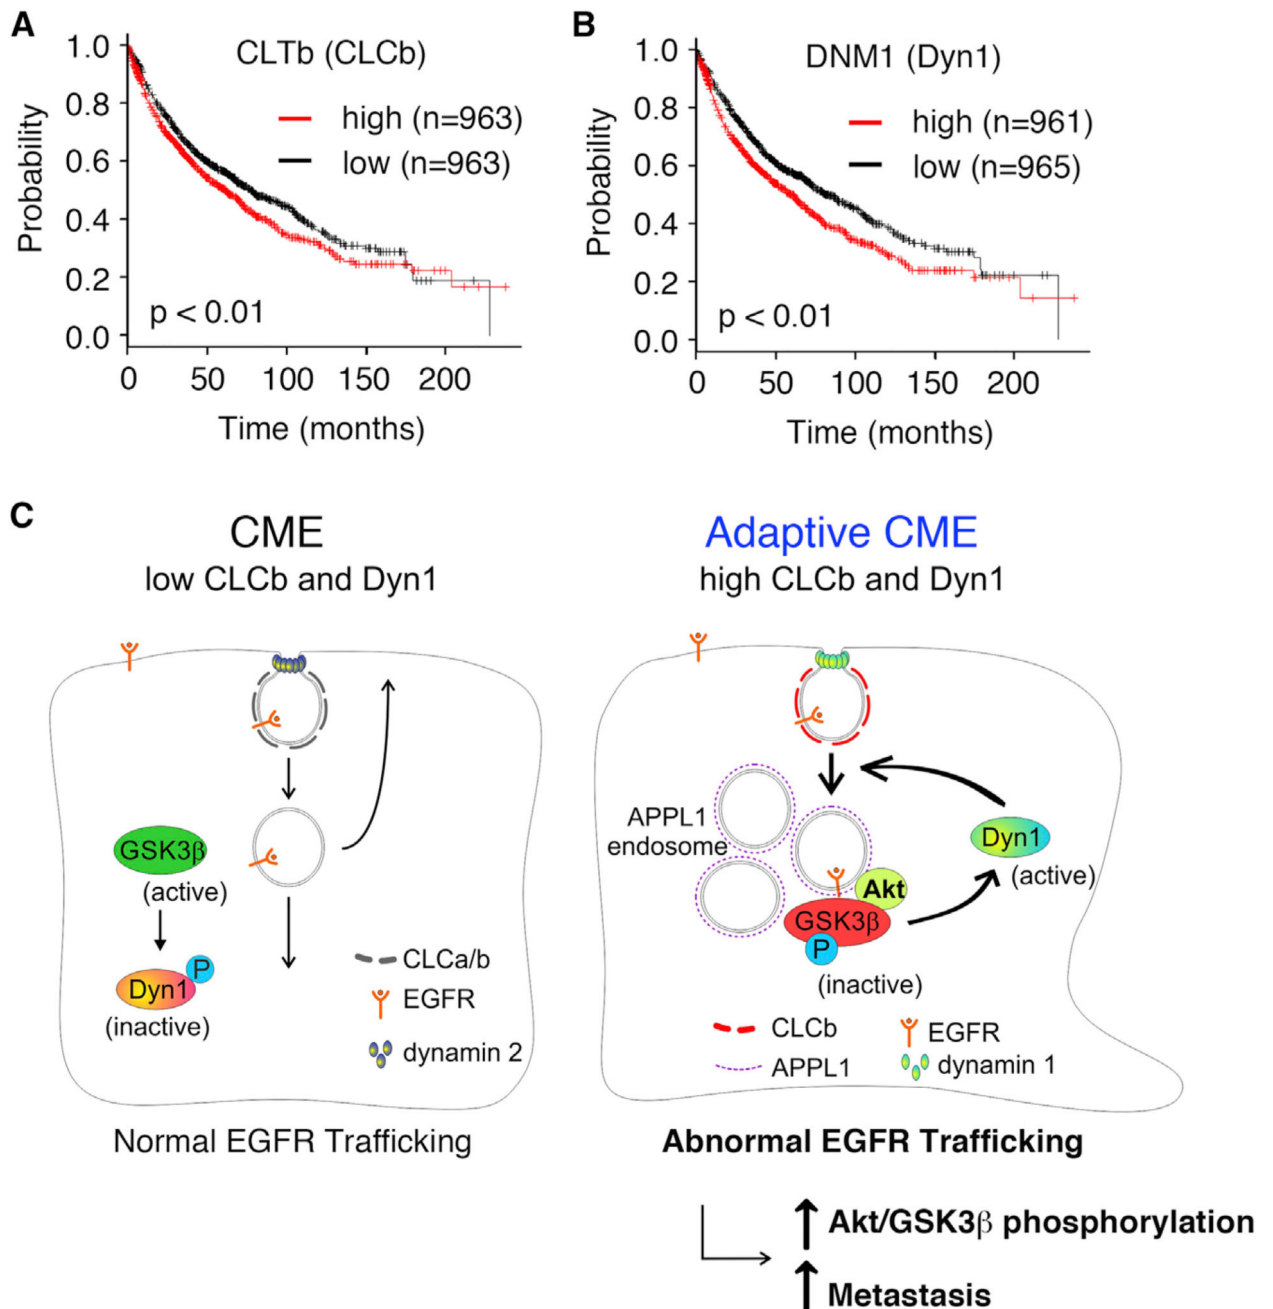 A
CLTb (CLCb)
high (n=963)
low (n=963)
Probability
1.0
0.8
0.6
0.4
0.2
0.0
p < 0.01
0 50 100 150 200
Time (months)
B
DNM1 (Dyn1)
high (n=961)
low (n=965)
Probability
1.0
0.8
0.6
0.4
0.2
0.0
p < 0.01
0 50 100 150 200
Time (months)
C
CME
low CLCb and Dyn1
GSK3β
(active)
P
Dyn1
(inactive)
CLCa/b
EGFR
dynamin 2
Normal EGFR Trafficking
Adaptive CME
high CLCb and Dyn1
APPL1
endosome
Dyn1
(active)
Akt
GSK3β
P
(inactive)
CLCb
EGFR
APPL1
dynamin 1
Abnormal EGFR Trafficking
Akt/GSK3β phosphorylation
Metastasis